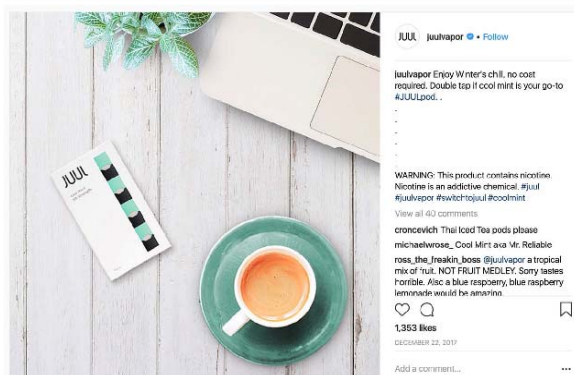 JUUL
JUUL
juulvapor • Follow
juulvapor Enjoy Winter's chill, no coat
required. Double tap if cool mint is your go-to
#JUULpod. .
.
.
.
.
.
WARNING: This product contains nicotine.
Nicotine is an addictive chemical. #juul
#juulvapor #switchtojuul #coolmint
View all 40 comments
croncevich Thai Iced Tea pods please
michaelwrose_ Cool Mint aka Mr. Reliable
ross_the_freakin_boss @juulvapor a tropical
mix of fruit. NOT FRUIT MEDLEY. Sorry tastes
horrible. Also a blue raspberry, blue raspberry
lemonade would be amazing.
1,353 likes
DECEMBER 22, 2017
Add a comment...